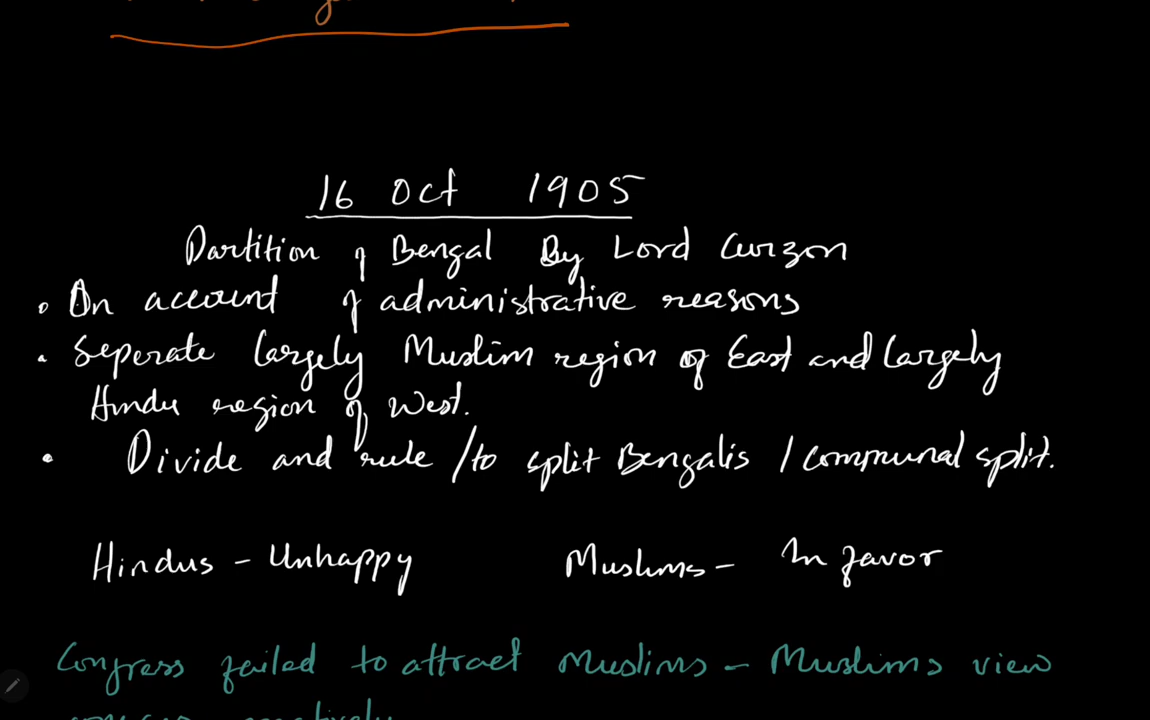 16 Oct 1905
Partition of Bengal By Lord Curzon
• On account of administrative reasons
• Seperate largely Muslim region of East and largely
Hindu region of West.
• Divide and rule / to split Bengalis / communal split.
Hindus - Unhappy Muslims - In favor
Congress failed to attract Muslims - Muslims view